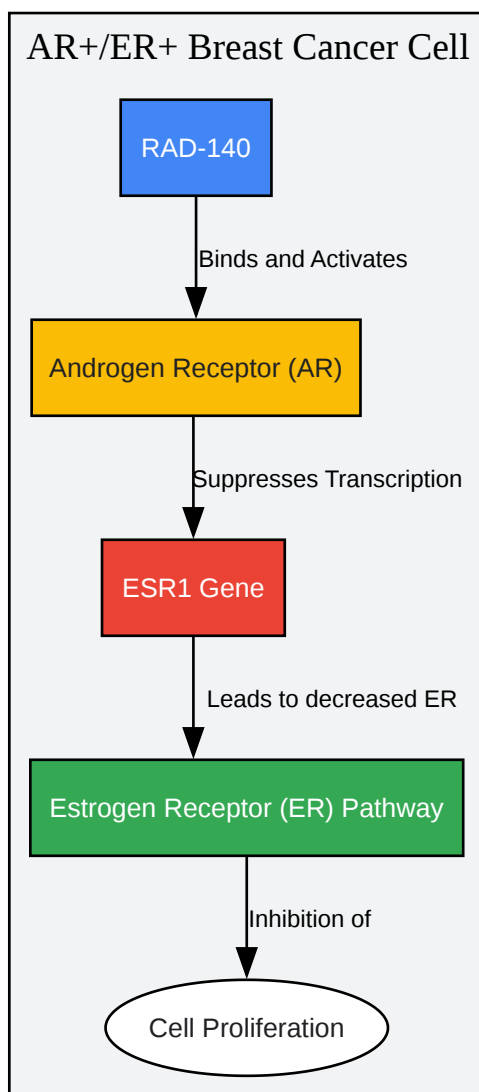 AR+/ER+ Breast Cancer Cell
RAD-140
Binds and Activates
Androgen Receptor (AR)
Suppresses Transcription
ESR1 Gene
Leads to decreased ER
Estrogen Receptor (ER) Pathway
Inhibition of
Cell Proliferation